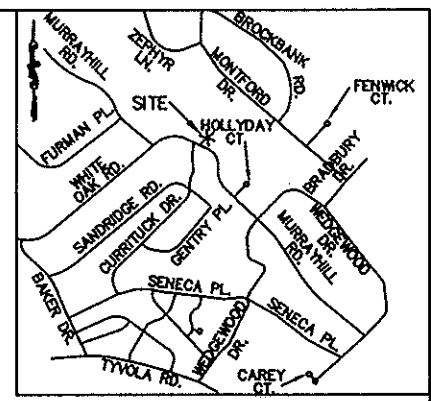 MURRAYHILL
RD.
ZEPHYR
LN.
BROCKBANK
RD.
MONTFORD
DR.
FENWICK
CT.
SITE
HOLLYDAY
CT.
FURMAN PL.
WHITE
OAK RD.
BRADBURY
DR.
SANDRIDGE RD.
CURRITUCK DR.
GENTRY PL.
WEDGEWOOD
DR.
MURRAYHILL
RD.
BAKER DR.
SENECA PL.
SENECA PL.
WEDGEWOOD
DR.
TYVOLA RD.
CAREY
CT.